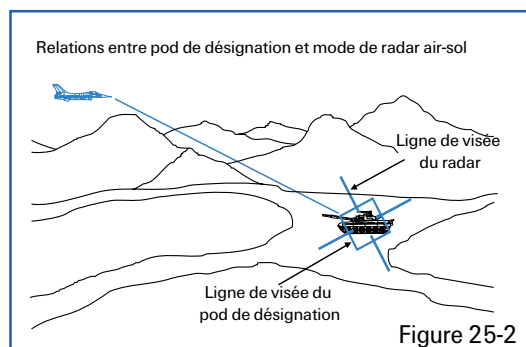 Relations entre pod de désignation et mode de radar air-sol
Ligne de visée
du radar
Ligne de visée du
pod de désignation
Figure 25-2